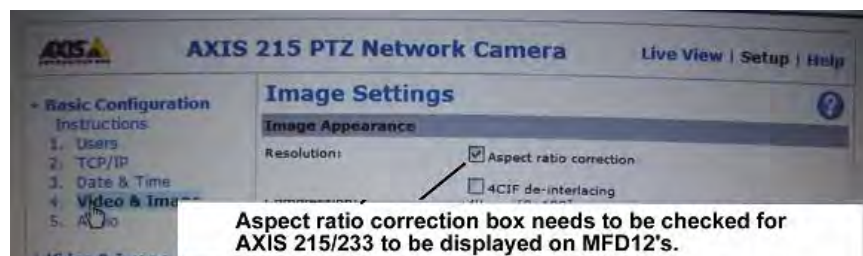 AXIS
AXIS 215 PTZ Network Camera
Live View | Setup | Help
Basic Configuration
Instructions
1. Users
2. TCP/IP
3. Date & Time
4. Video & Image
5. Audio
Image Settings
Image Appearance
Resolution:
Aspect ratio correction
4CIF de-interlacing
Aspect ratio correction box needs to be checked for
AXIS 215/233 to be displayed on MFD12's.